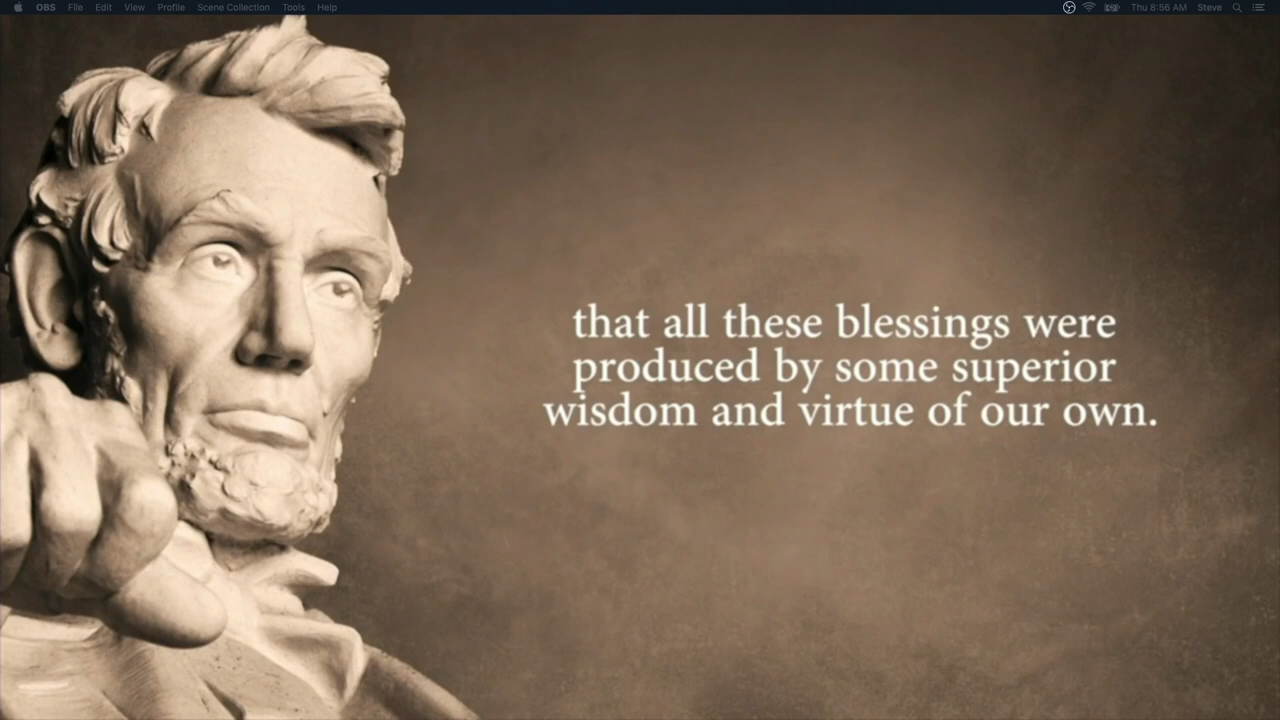 OBS File Edit View Profile Scene Collection Tools Help Thu 8:56 AM Steve
that all these blessings were
produced by some superior
wisdom and virtue of our own.